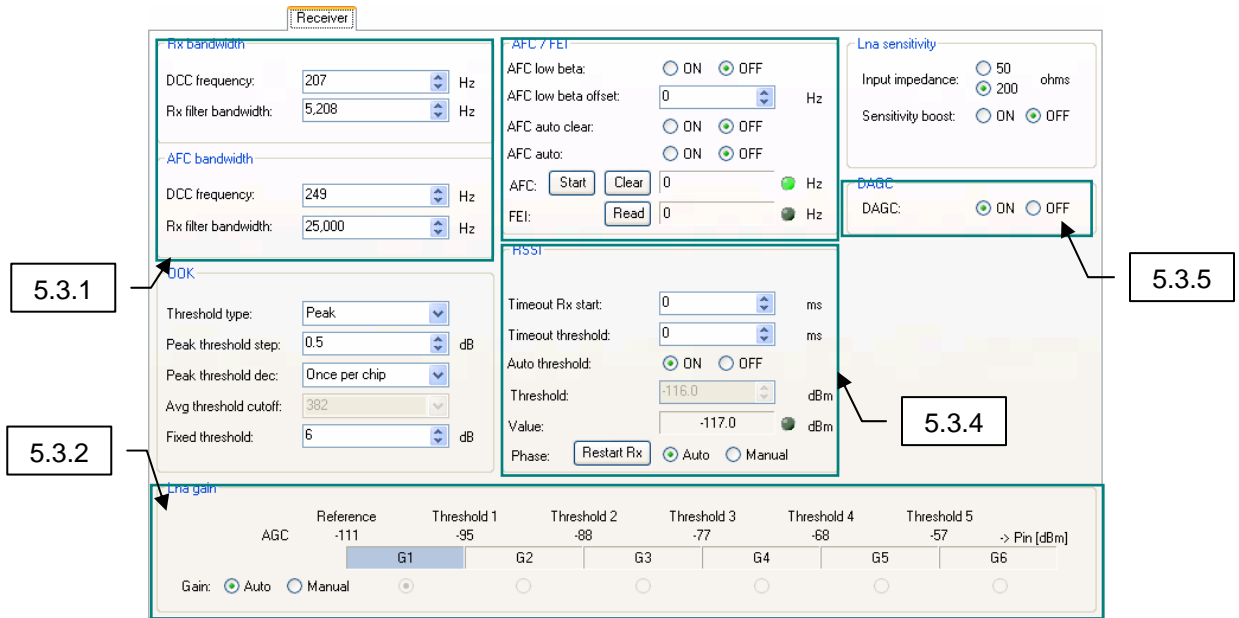 Receiver
Rx bandwidth
DCC frequency: 207 Hz
Rx filter bandwidth: 5,208 Hz
AFC bandwidth
DCC frequency: 249 Hz
Rx filter bandwidth: 25,000 Hz
5.3.1
OOK
Threshold type: Peak
Peak threshold step: 0.5 dB
Peak threshold dec: Once per chip
Avg threshold cutoff: 382
Fixed threshold: 6 dB
5.3.2
AFC / FEI
AFC low beta: ON OFF
AFC low beta offset: 0 Hz
AFC auto clear: ON OFF
AFC auto: ON OFF
AFC: Start Clear 0 Hz
FEI: Read 0 Hz
RSSI
Timeout Rx start: 0 ms
Timeout threshold: 0 ms
Auto threshold: ON OFF
Threshold: -116.0 dBm
Value: -117.0 dBm
Phase: Restart Rx Auto Manual
5.3.4
Lna sensitivity
Input impedance: 50 200 ohms
Sensitivity boost: ON OFF
DAGC
DAGC: ON OFF
5.3.5
Lna gain
Reference Threshold 1 Threshold 2 Threshold 3 Threshold 4 Threshold 5
AGC -111 -95 -88 -77 -68 -57 -> Pin [dBm]
G1 G2 G3 G4 G5 G6
Gain: Auto Manual